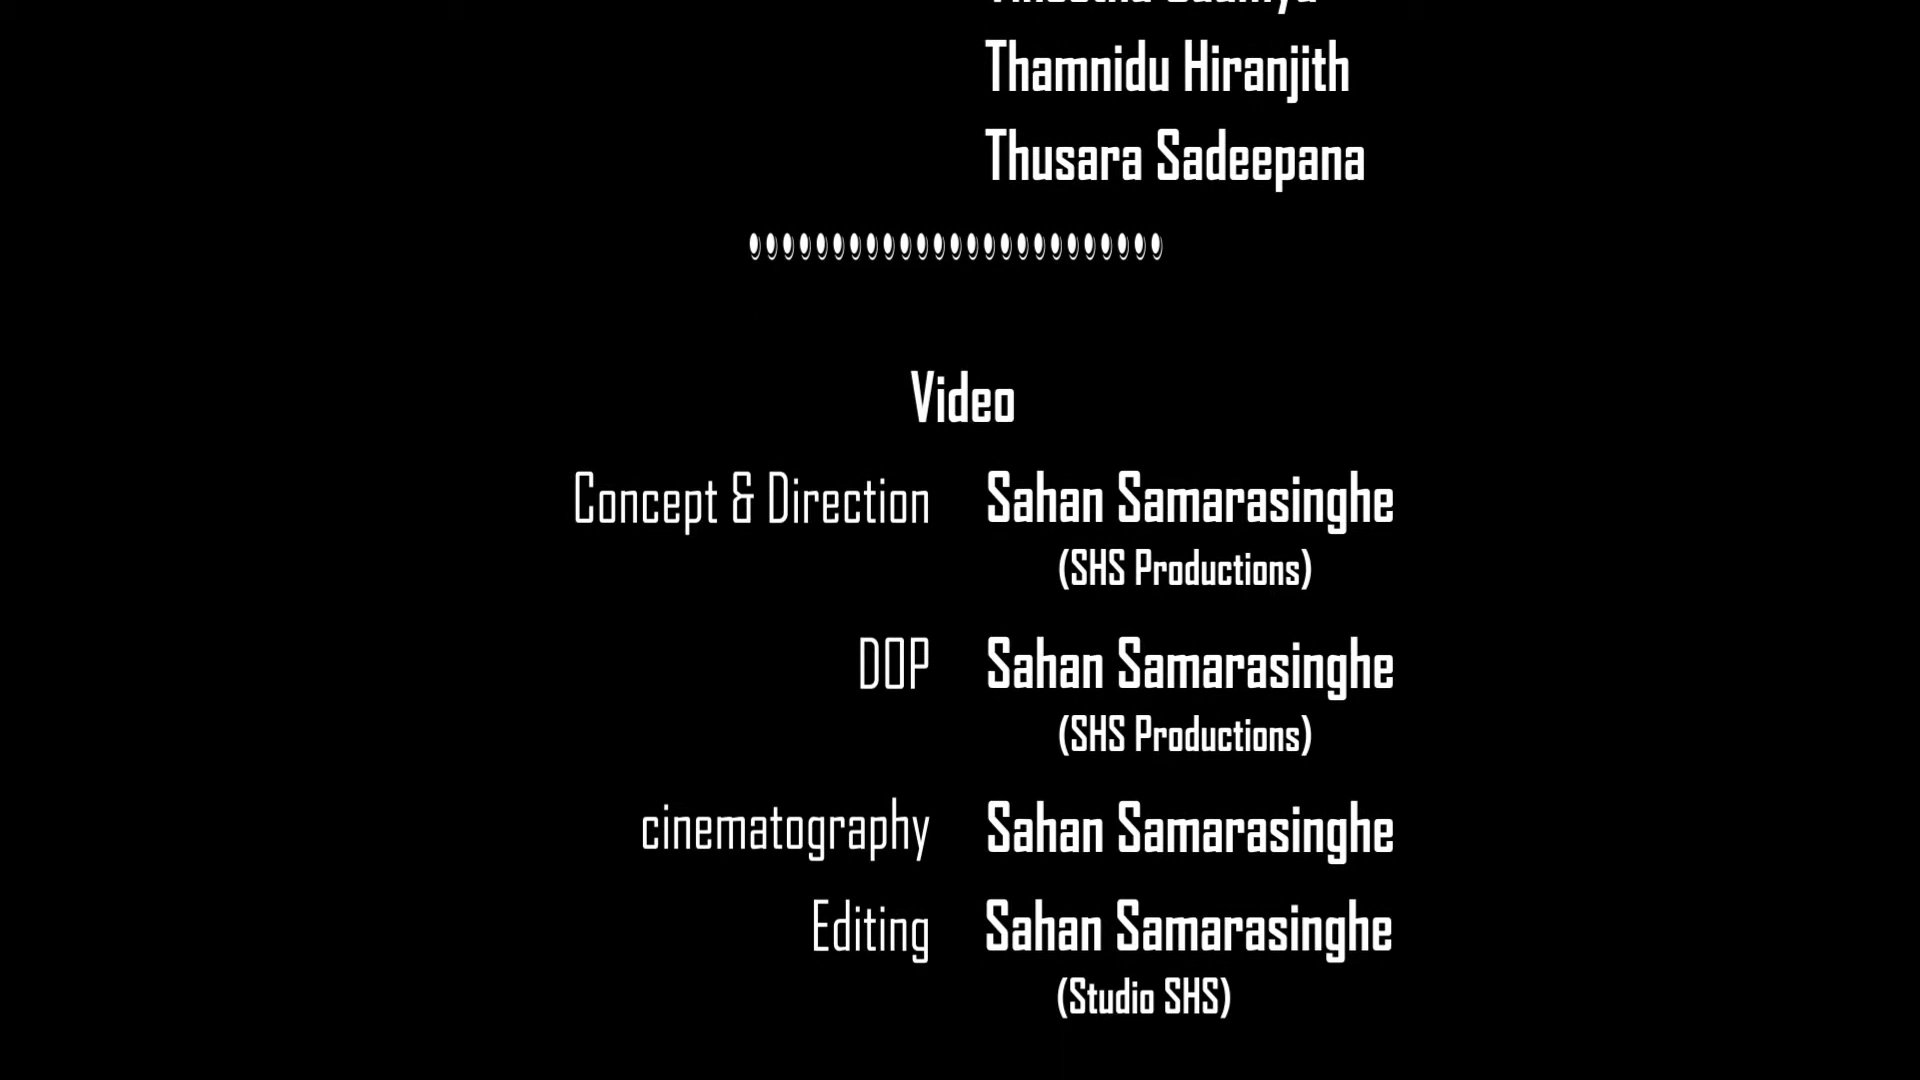 Thamnidu Hiranjith
Thusara Sadeepana
Video
Concept & Direction Sahan Samarasinghe
(SHS Productions)
DOP Sahan Samarasinghe
(SHS Productions)
cinematography Sahan Samarasinghe
Editing Sahan Samarasinghe
(Studio SHS)